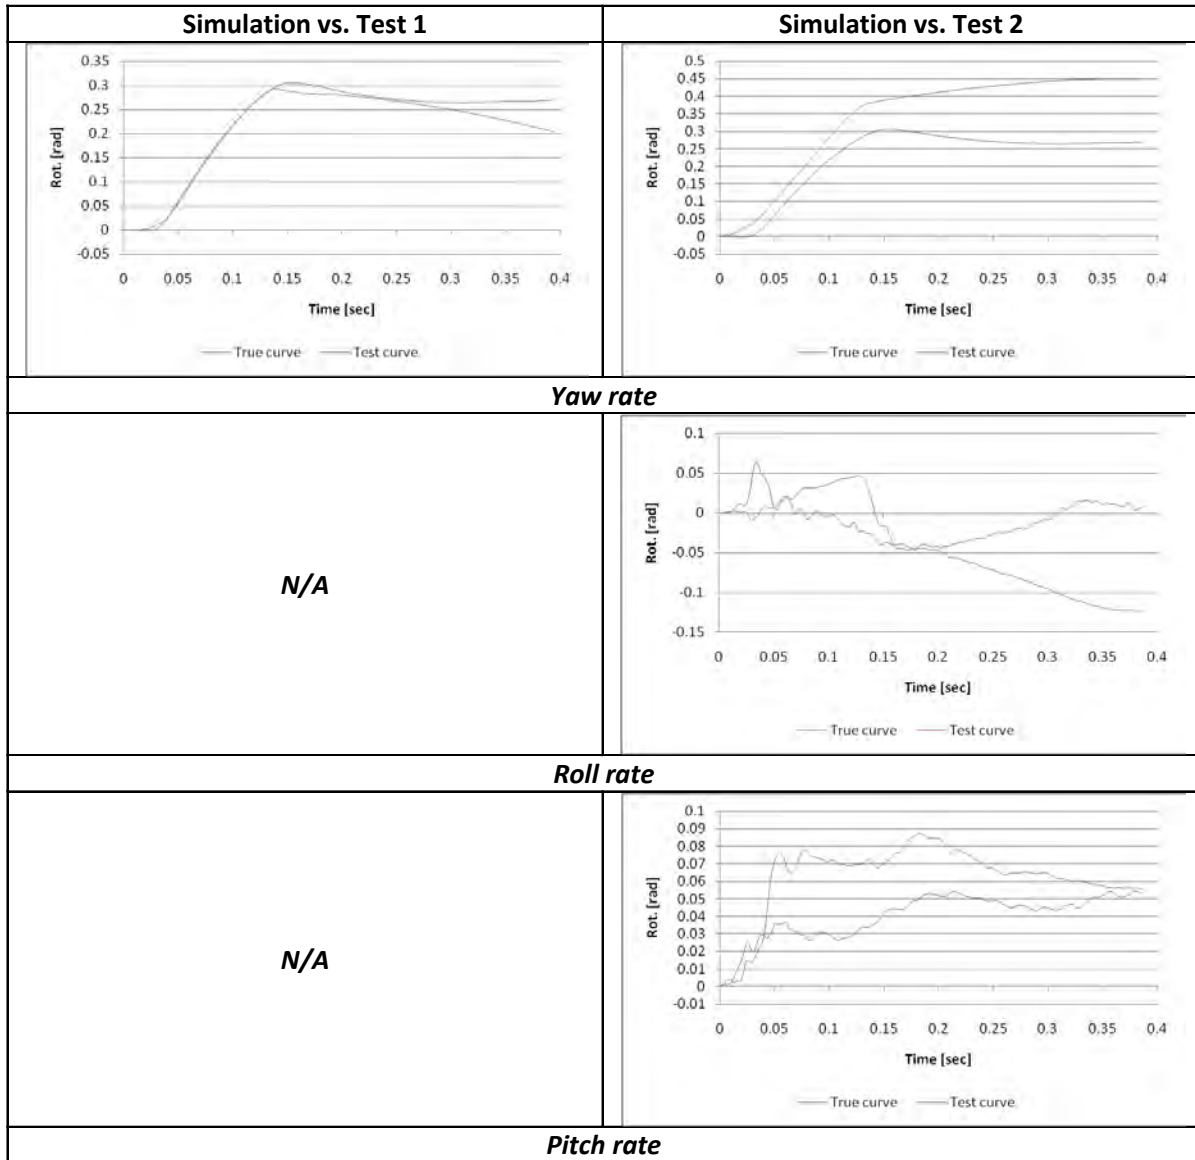 Simulation vs. Test 1
Simulation vs. Test 2
0.35
0.3
0.25
0.2
0.15
0.1
0.05
0
-0.05
Rot. [rad]
0 0.05 0.1 0.15 0.2 0.25 0.3 0.35 0.4
Time [sec]
True curve Test curve
0.5
0.45
0.4
0.35
0.3
0.25
0.2
0.15
0.1
0.05
0
-0.05
Rot. [rad]
0 0.05 0.1 0.15 0.2 0.25 0.3 0.35 0.4
Time [sec]
True curve Test curve
Yaw rate
N/A
0.1
0.05
0
-0.05
-0.1
-0.15
Rot. [rad]
0 0.05 0.1 0.15 0.2 0.25 0.3 0.35 0.4
Time [sec]
True curve Test curve
Roll rate
N/A
0.1
0.09
0.08
0.07
0.06
0.05
0.04
0.03
0.02
0.01
0
-0.01
Rot. [rad]
0 0.05 0.1 0.15 0.2 0.25 0.3 0.35 0.4
Time [sec]
True curve Test curve
Pitch rate